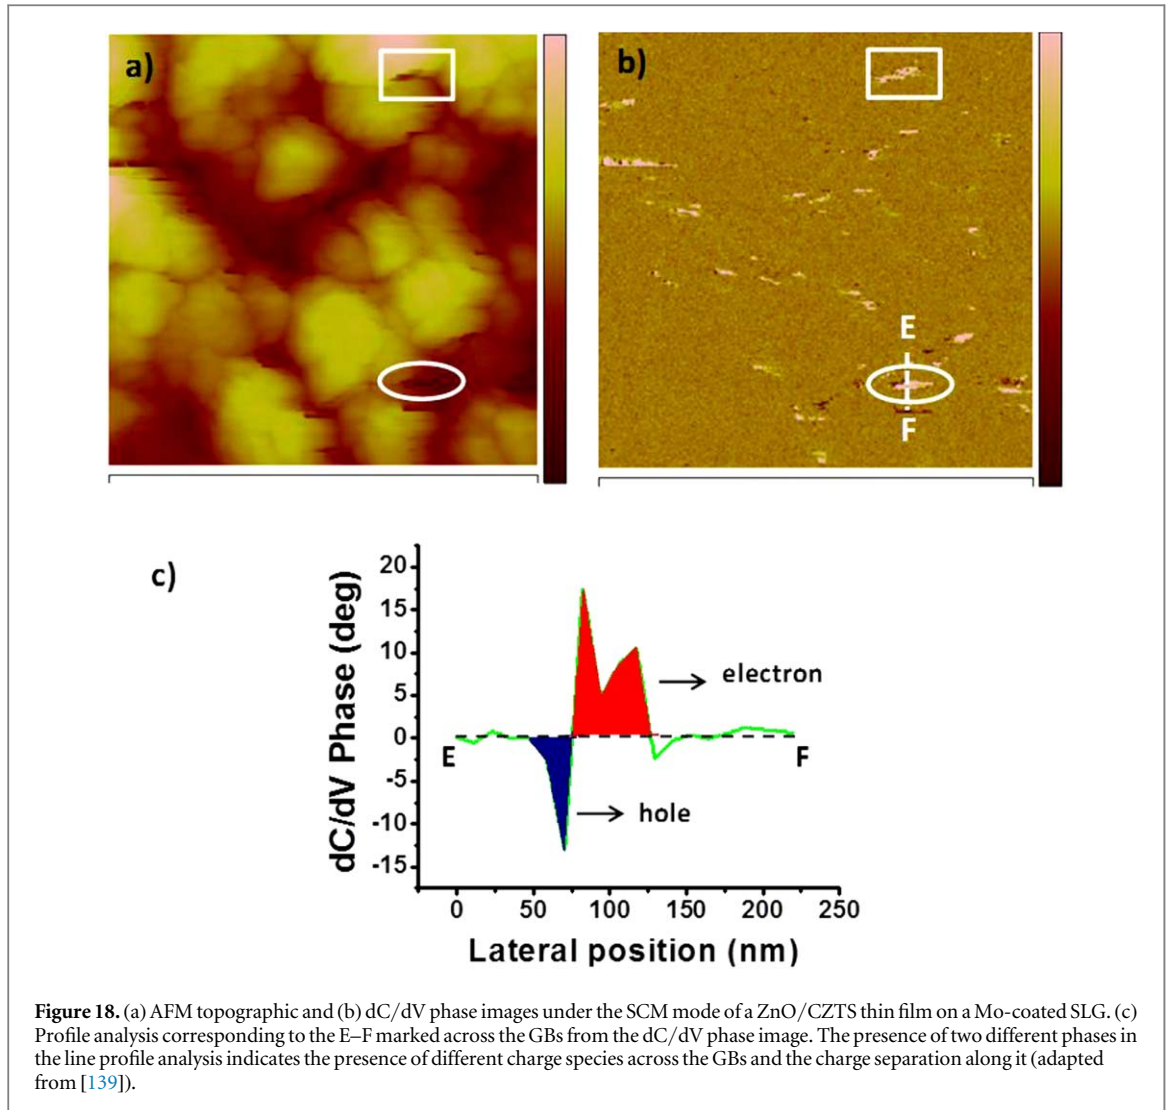 a)
b)
E
F
c)
dC/dV Phase (deg)
20
15
10
5
0
-5
-10
-15
electron
hole
E
F
0 50 100 150 200 250
Lateral position (nm)
Figure 18. (a) AFM topographic and (b) dC/dV phase images under the SCM mode of a ZnO/CZTS thin film on a Mo-coated SLG. (c)
Profile analysis corresponding to the E–F marked across the GBs from the dC/dV phase image. The presence of two different phases in
the line profile analysis indicates the presence of different charge species across the GBs and the charge separation along it (adapted
from [139]).